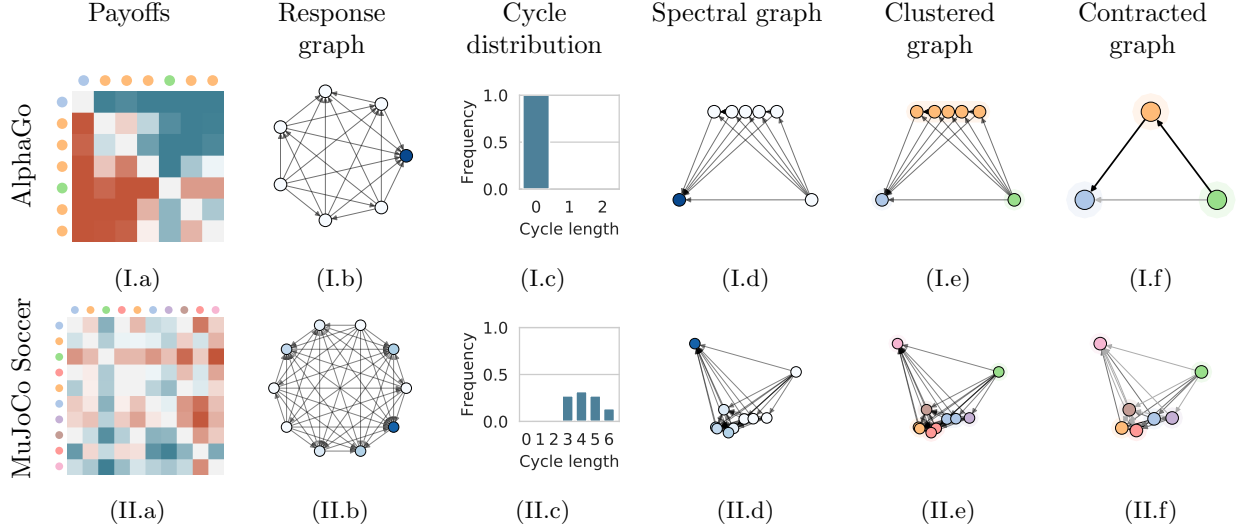 Payoffs
Response
graph
Cycle
distribution
Spectral graph
Clustered
graph
Contracted
graph
AlphaGo
1.0
0.5
0.0
Frequency
0 1 2
Cycle length
(I.a)
(I.b)
(I.c)
(I.d)
(I.e)
(I.f)
MuJoCo Soccer
1.0
0.5
0.0
Frequency
0 1 2 3 4 5 6
Cycle length
(II.a)
(II.b)
(II.c)
(II.d)
(II.e)
(II.f)